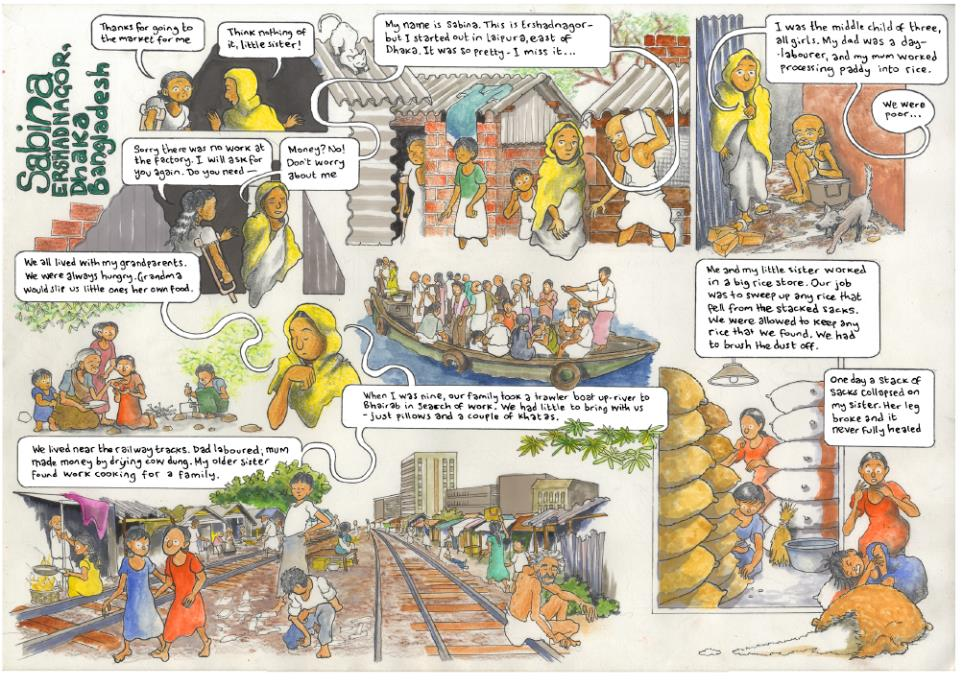 Sabina
ERSHADNAGOR,
Dhaka
Bangladesh
Thanks for going to
the market for me
Think nothing of
it, little sister!
Sorry there was no work at
the factory. I will ask for
you again. Do you need —
Money? No!
Don't worry
about me
My name is Sabina. This is Ershadnagor–
but I started out in Laipura, east of
Dhaka. It was so pretty - I miss it...
I was the middle child of three,
all girls. My dad was a day-
labourer, and my mum worked
processing paddy into rice.
We were
poor...
We all lived with my grandparents.
We were always hungry. Grandma
would slip us little ones her own food.
When I was nine, our family took a trawler boat up-river to
Bhairab in search of work. We had little to bring with us
- just pillows and a couple of khatas.
We lived near the railway tracks. Dad laboured; mum
made money by drying cow dung. My older sister
found work cooking for a family.
Me and my little sister worked
in a big rice store. Our job
was to sweep up any rice that
fell from the stacked sacks.
We were allowed to keep any
rice that we found. We had
to brush the dust off.
One day a stack of
sacks collapsed on
my sister. Her leg
broke and it
never fully healed